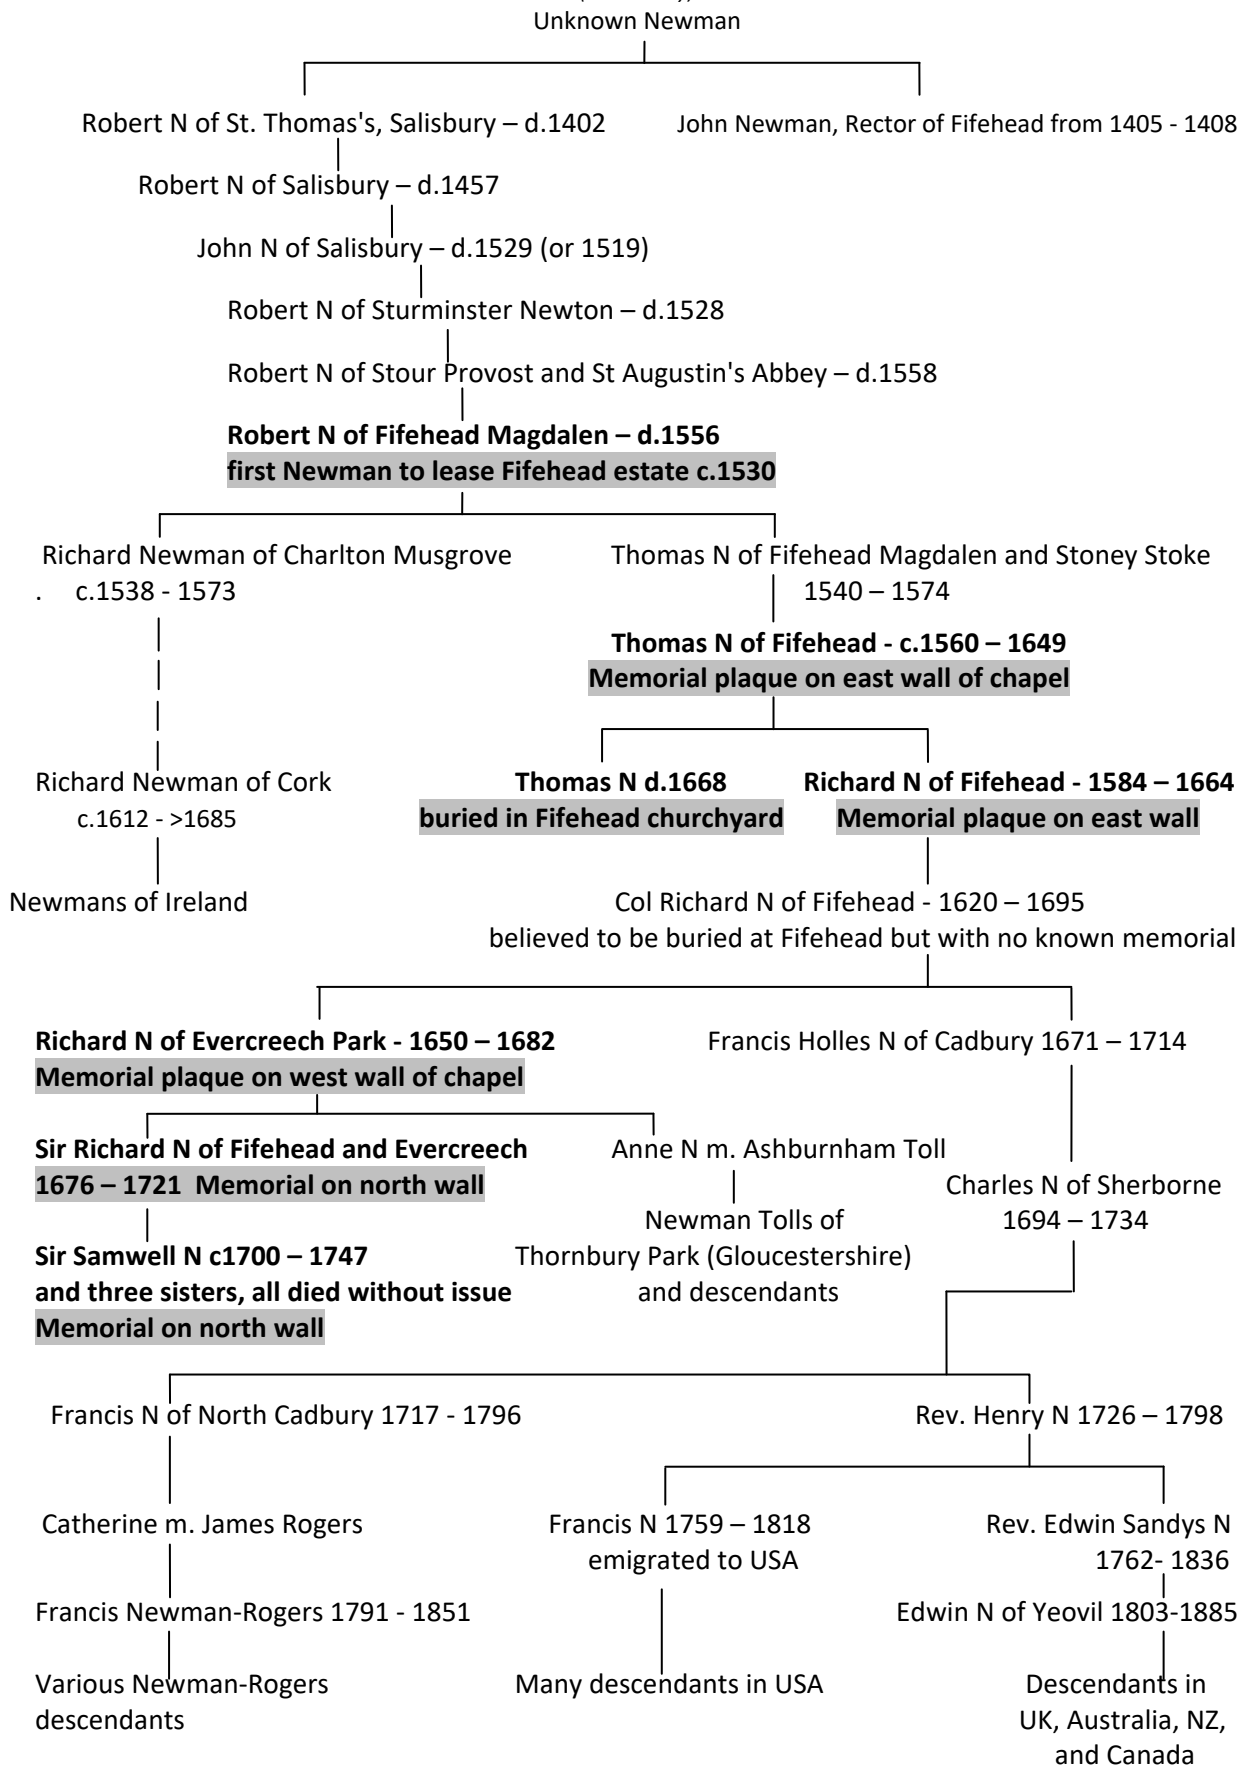 Unknown Newman
Robert N of St. Thomas's, Salisbury – d.1402
John Newman, Rector of Fifehead from 1405 - 1408
Robert N of Salisbury – d.1457
John N of Salisbury – d.1529 (or 1519)
Robert N of Sturminster Newton – d.1528
Robert N of Stour Provost and St Augustin's Abbey – d.1558
Robert N of Fifehead Magdalen – d.1556
first Newman to lease Fifehead estate c.1530
Richard Newman of Charlton Musgrove
. c.1538 - 1573
Thomas N of Fifehead Magdalen and Stoney Stoke
1540 – 1574
Thomas N of Fifehead - c.1560 – 1649
Memorial plaque on east wall of chapel
Richard Newman of Cork
c.1612 - >1685
Thomas N d.1668
buried in Fifehead churchyard
Richard N of Fifehead - 1584 – 1664
Memorial plaque on east wall
Newmans of Ireland
Col Richard N of Fifehead - 1620 – 1695
believed to be buried at Fifehead but with no known memorial
Richard N of Evercreech Park - 1650 – 1682
Memorial plaque on west wall of chapel
Francis Holles N of Cadbury 1671 – 1714
Sir Richard N of Fifehead and Evercreech
1676 – 1721 Memorial on north wall
Anne N m. Ashburnham Toll
Charles N of Sherborne
1694 – 1734
Newman Tolls of
Thornbury Park (Gloucestershire)
and descendants
Sir Samwell N c1700 – 1747
and three sisters, all died without issue
Memorial on north wall
Francis N of North Cadbury 1717 - 1796
Rev. Henry N 1726 – 1798
Catherine m. James Rogers
Francis N 1759 – 1818
emigrated to USA
Rev. Edwin Sandys N
1762- 1836
Francis Newman-Rogers 1791 - 1851
Edwin N of Yeovil 1803-1885
Various Newman-Rogers
descendants
Many descendants in USA
Descendants in
UK, Australia, NZ,
and Canada